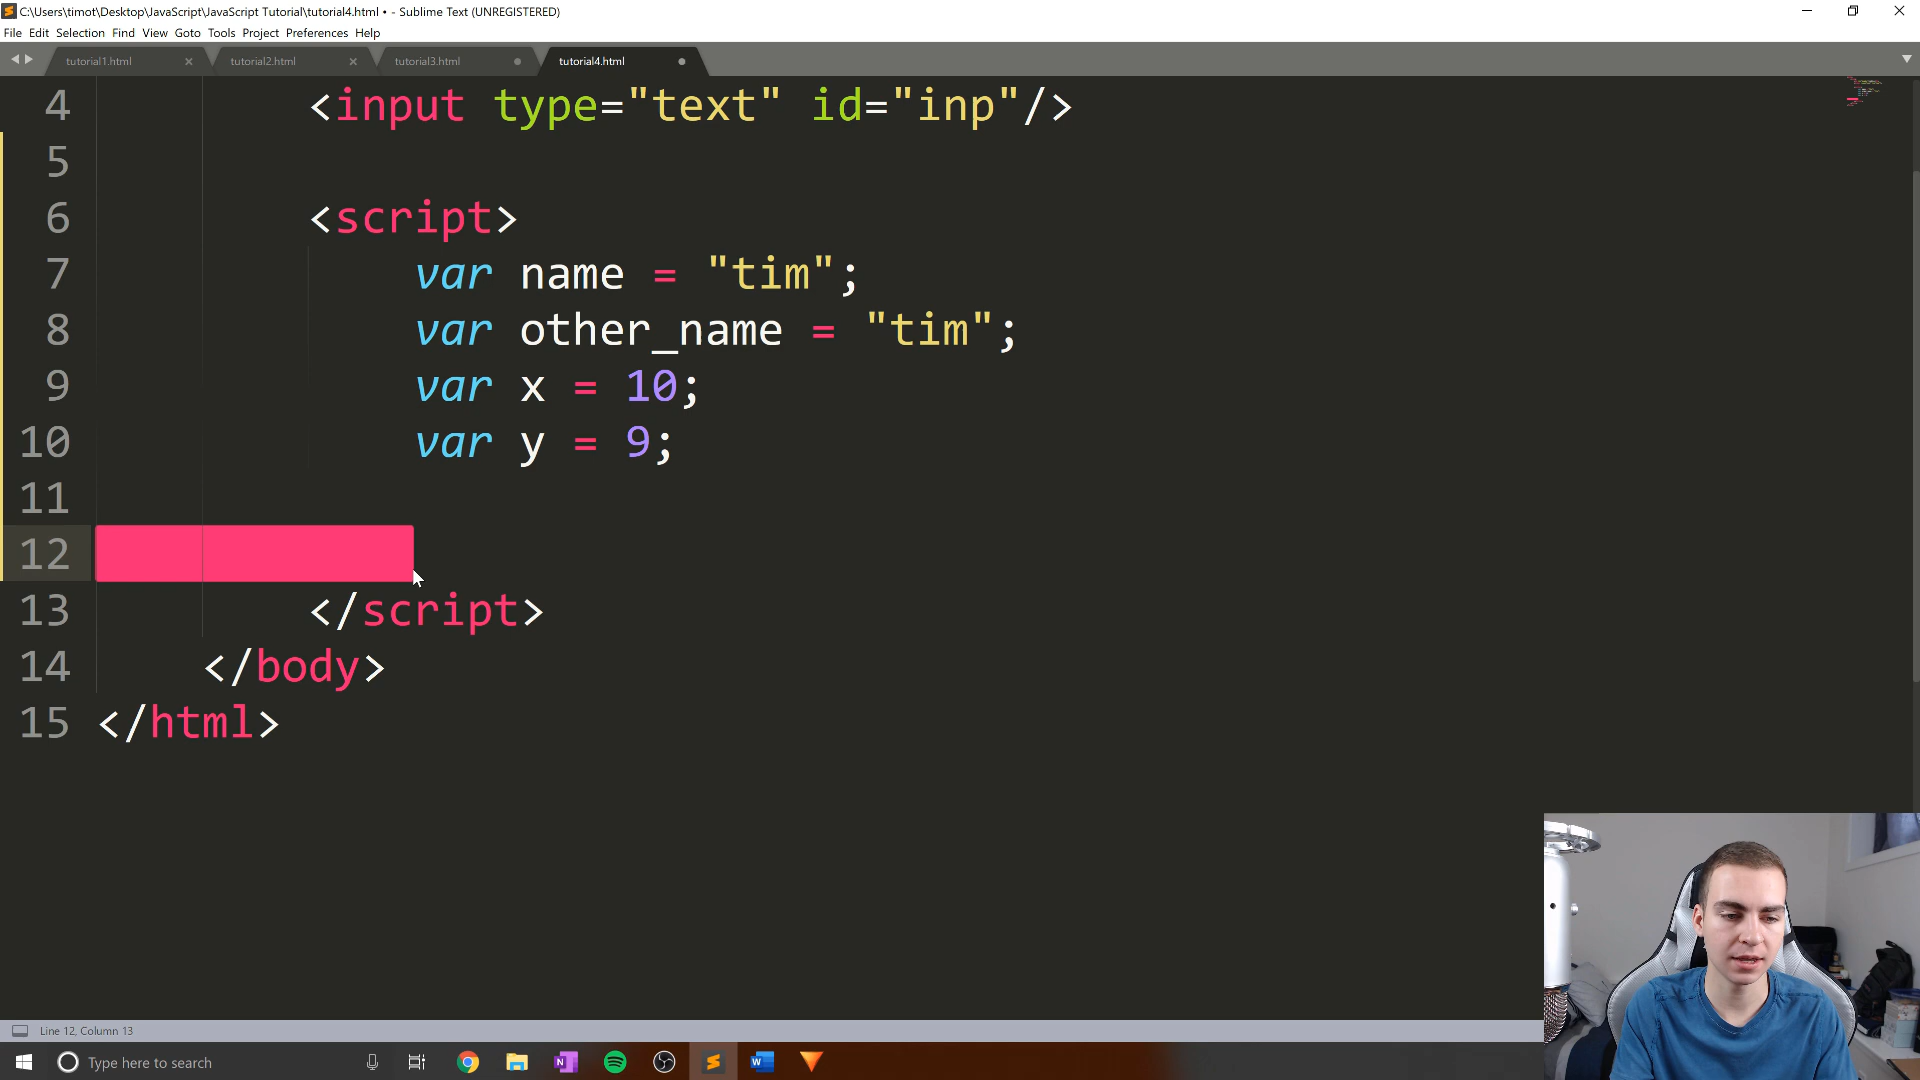 C:\Users\timot\Desktop\JavaScript\JavaScript Tutorial\tutorial4.html • - Sublime Text (UNREGISTERED)
File Edit Selection Find View Goto Tools Project Preferences Help
tutorial1.html tutorial2.html tutorial3.html tutorial4.html
4 <input type="text" id="inp"/>
5
6 <script>
7 var name = "tim";
8 var other_name = "tim";
9 var x = 10;
10 var y = 9;
11
12
13 </script>
14 </body>
15 </html>
Line 12, Column 13
Type here to search